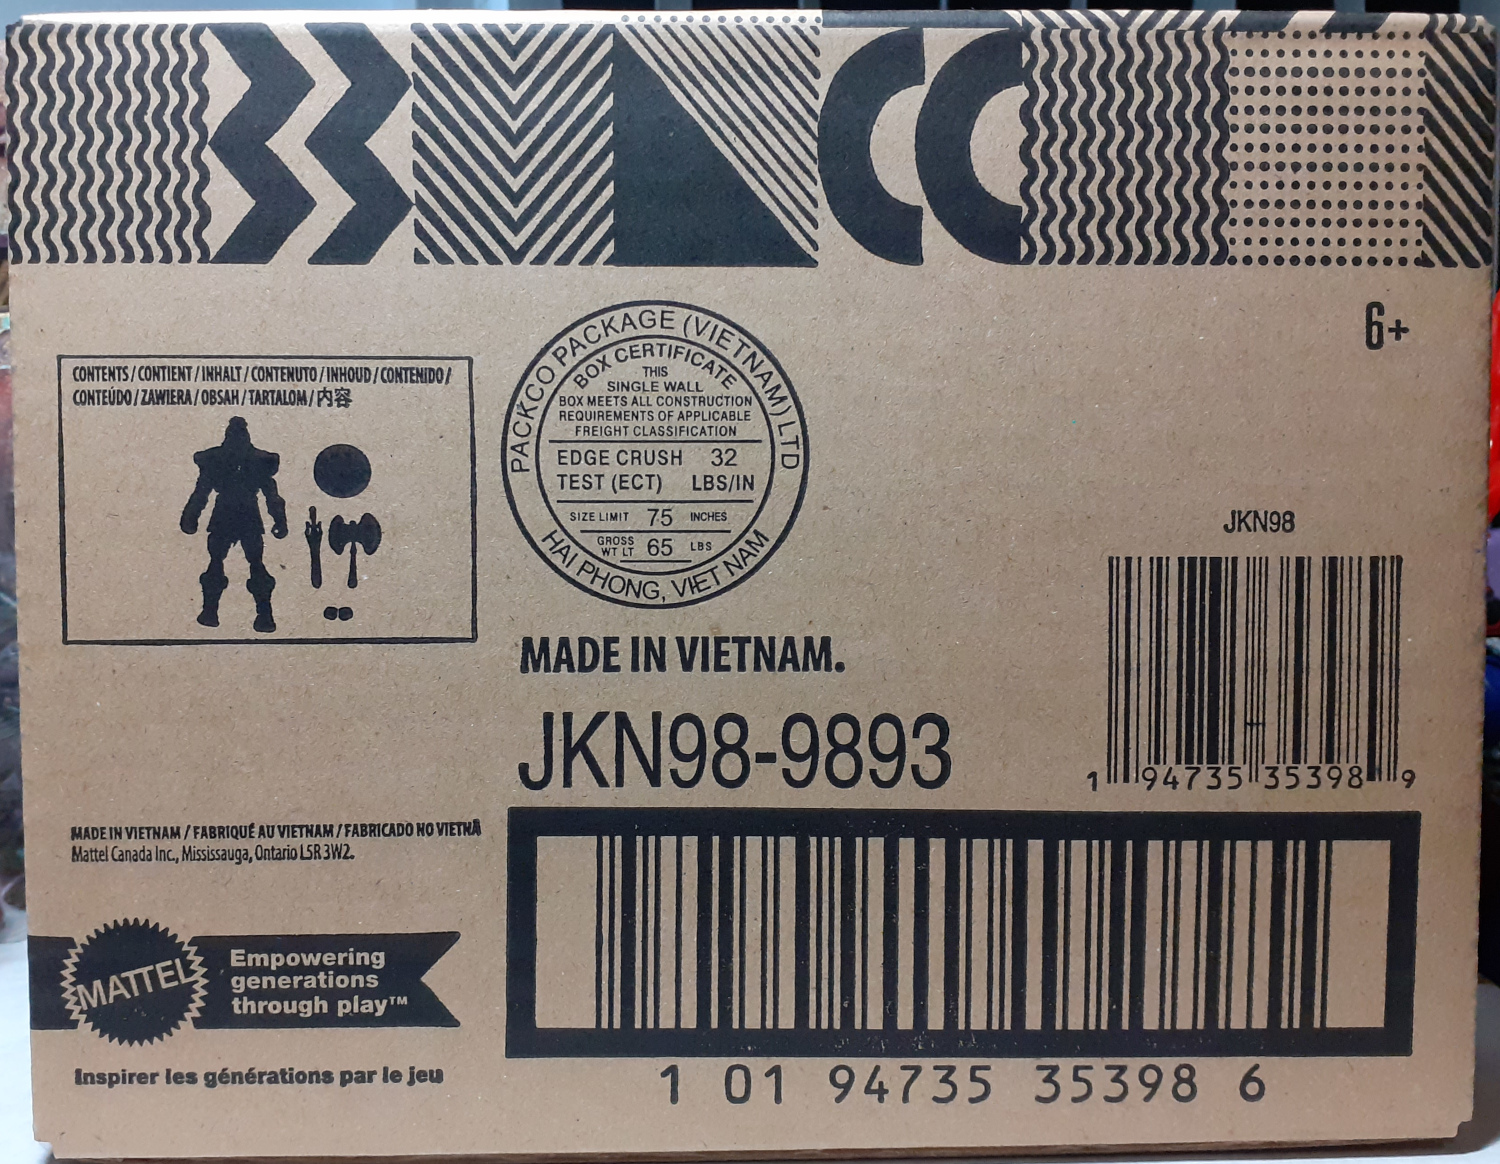 6+
CONTENTS / CONTIENT / INHALT / CONTENUTO / INHOUD / CONTENIDO /
CONTEÚDO / ZAWIERA / OBSAH / TARTALOM / 内容
PACKCO PACKAGE (VIETNAM) LTD
BOX CERTIFICATE
THIS
SINGLE WALL
BOX MEETS ALL CONSTRUCTION
REQUIREMENTS OF APPLICABLE
FREIGHT CLASSIFICATION
EDGE CRUSH 32
TEST (ECT) LBS/IN
SIZE LIMIT 75 INCHES
GROSS
WT LT 65 LBS
HAI PHONG, VIET NAM
JKN98
1 94735 35398 9
MADE IN VIETNAM.
JKN98-9893
MADE IN VIETNAM / FABRIQUÉ AU VIETNAM / FABRICADO NO VIETNÃ
Mattel Canada Inc., Mississauga, Ontario L5R 3W2.
MATTEL
Empowering
generations
through play™
Inspirer les générations par le jeu
1 01 94735 35398 6